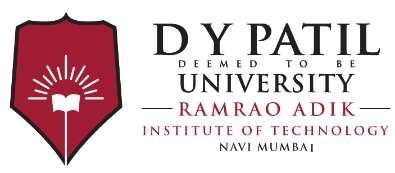 D Y PATIL
DEEMED TO BE
UNIVERSITY
RAMRAO ADIK
INSTITUTE OF TECHNOLOGY
NAVI MUMBAI